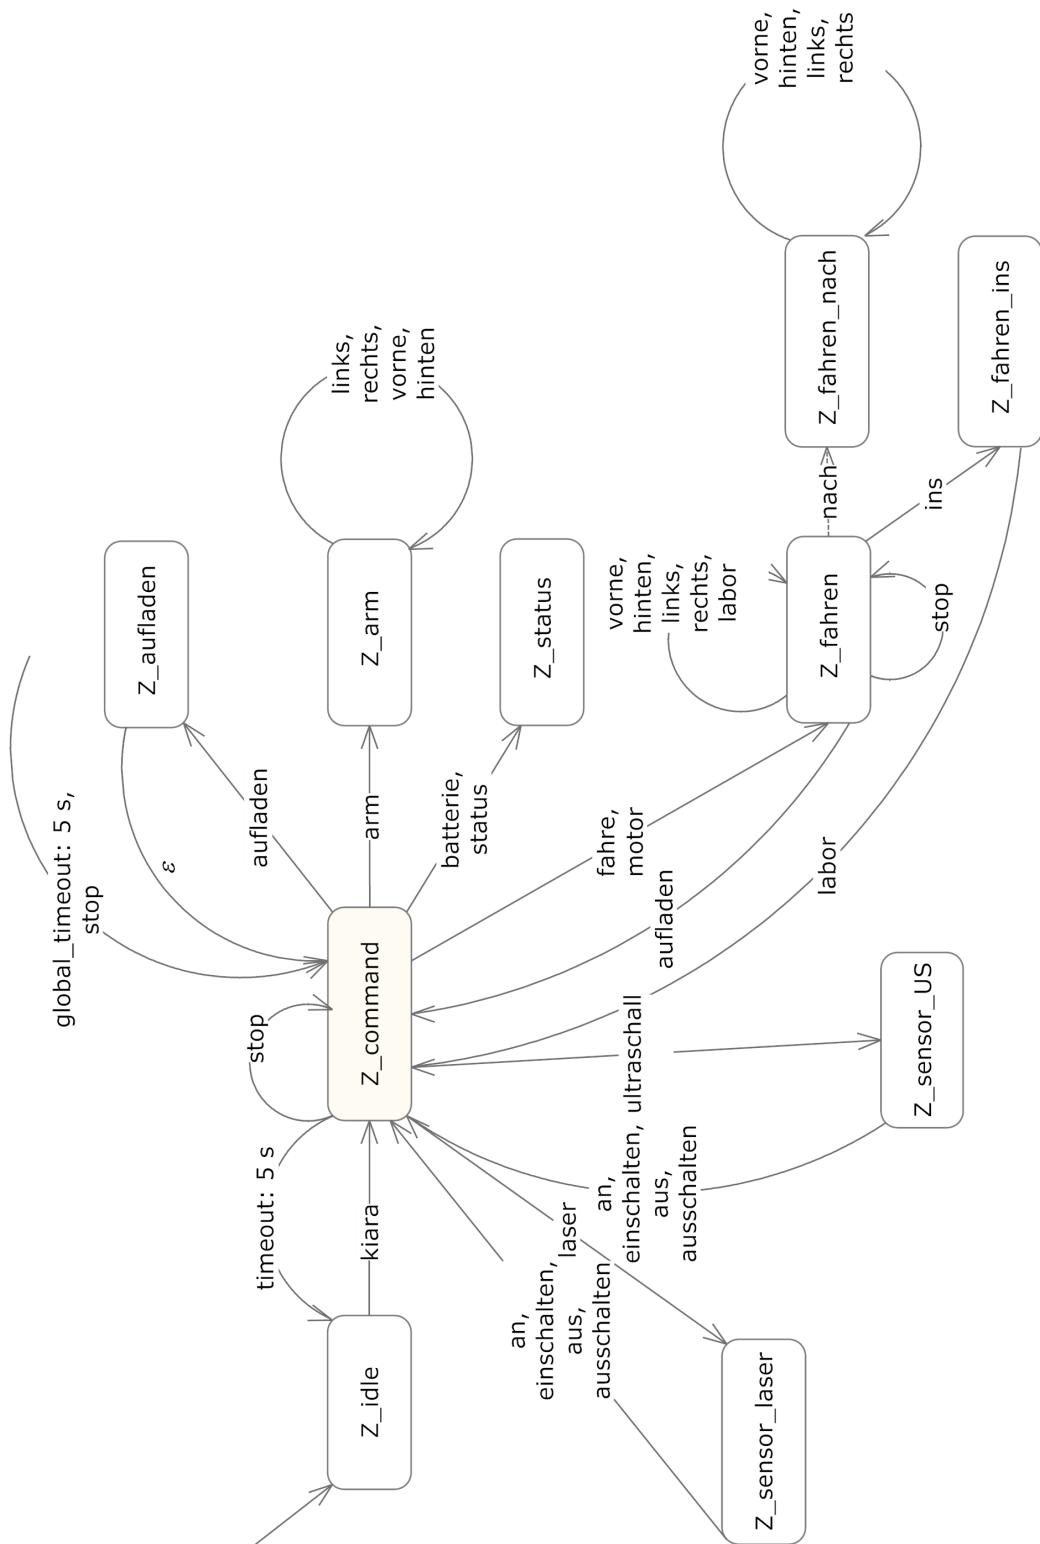 global_timeout: 5 s,
stop
Z_aufladen
ε
aufladen
stop
timeout: 5 s
Z_idle
kiara
Z_command
arm
Z_arm
links,
rechts,
vorne,
hinten
batterie,
status
Z_status
fahre,
motor
aufladen
vorne,
hinten,
links,
rechts,
labor
Z_fahren
stop
nach
Z_fahren_nach
vorne,
hinten,
links,
rechts
ins
Z_fahren_ins
labor
ultraschall
Z_sensor_US
an,
einschalten,
aus,
ausschalten
laser
Z_sensor_laser
an,
einschalten,
aus,
ausschalten